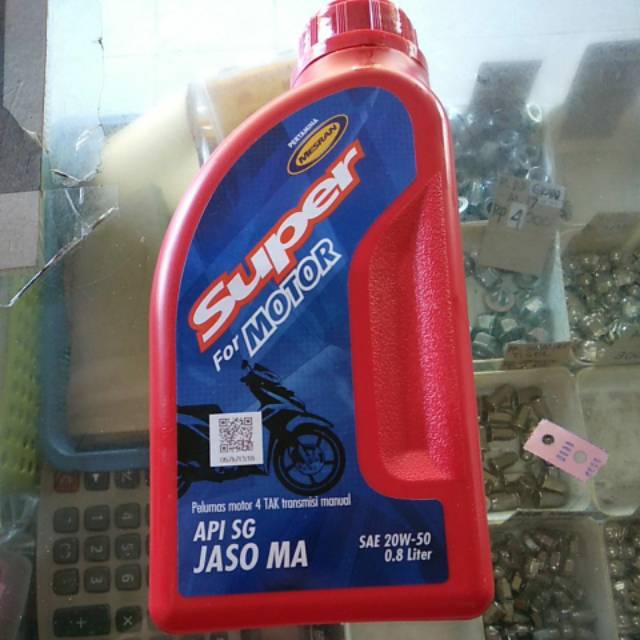 PERTAMINA
MESRAN
Super
For MOTOR
Pelumas motor 4 TAK transmisi manual
API SG
JASO MA
SAE 20W-50
0.8 Liter